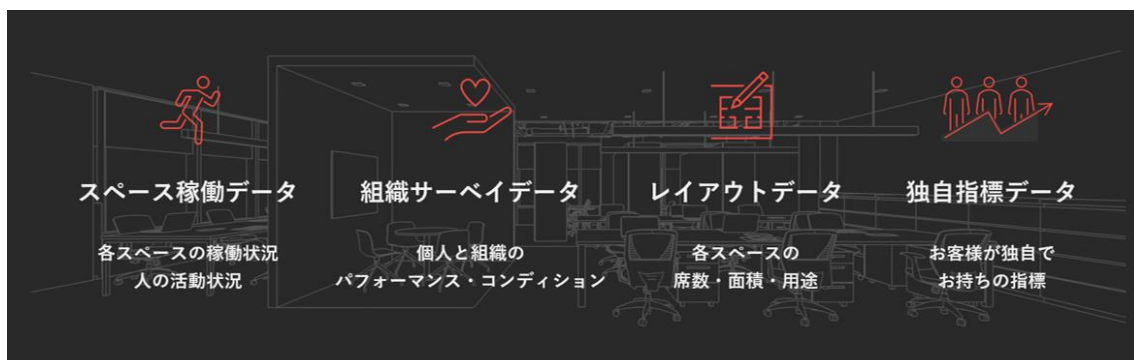 スペース稼働データ
各スペースの稼働状況
人の活動状況
組織サーベイデータ
個人と組織の
パフォーマンス・コンディション
レイアウトデータ
各スペースの
席数・面積・用途
独自指標データ
お客様が独自で
お持ちの指標